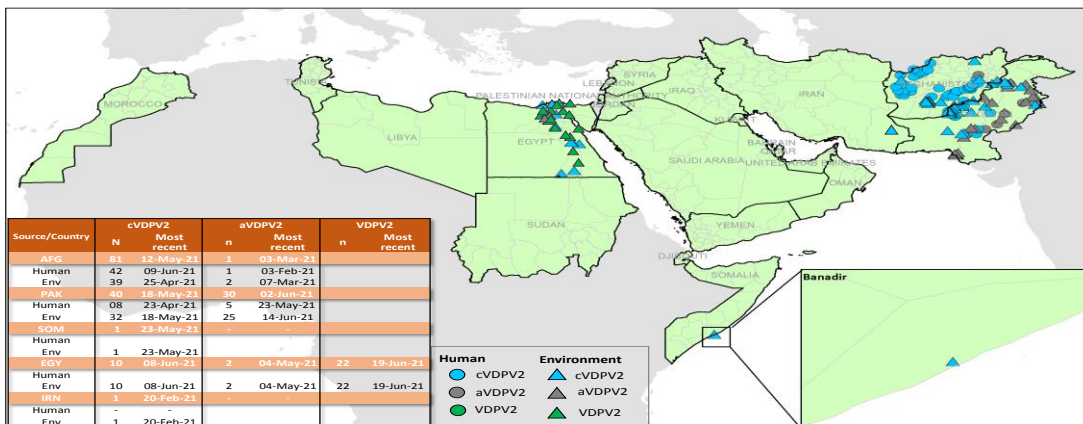 TUNISIA
MOROCCO
LEBANON
SYRIA
PALESTINIAN NATIONAL AUTHORITY
JORDAN
IRAQ
IRAN
AFGHANISTAN
LIBYA
EGYPT
KUWAIT
BAHRAIN
QATAR
SAUDI ARABIA
UNITED ARAB EMIRATES
OMAN
SUDAN
YEMEN
DJIBOUTI
SOMALIA
Banadir
Source/Country cVDPV2 aVDPV2 VDPV2
N Most recent n Most recent n Most recent
AFG 81 12-May-21 1 03-Mar-21
Human 42 09-Jun-21 1 03-Feb-21
Env 39 25-Apr-21 2 07-Mar-21
PAK 40 18-May-21 30 02-Jun-21
Human 08 23-Apr-21 5 23-May-21
Env 32 18-May-21 25 14-Jun-21
SOM 1 23-May-21 - -
Human
Env 1 23-May-21
EGY 10 08-Jun-21 2 04-May-21 22 19-Jun-21
Human
Env 10 08-Jun-21 2 04-May-21 22 19-Jun-21
IRN 1 20-Feb-21 - -
Human - -
Env 1 20-Feb-21
Human Environment
cVDPV2 cVDPV2
aVDPV2 aVDPV2
VDPV2 VDPV2